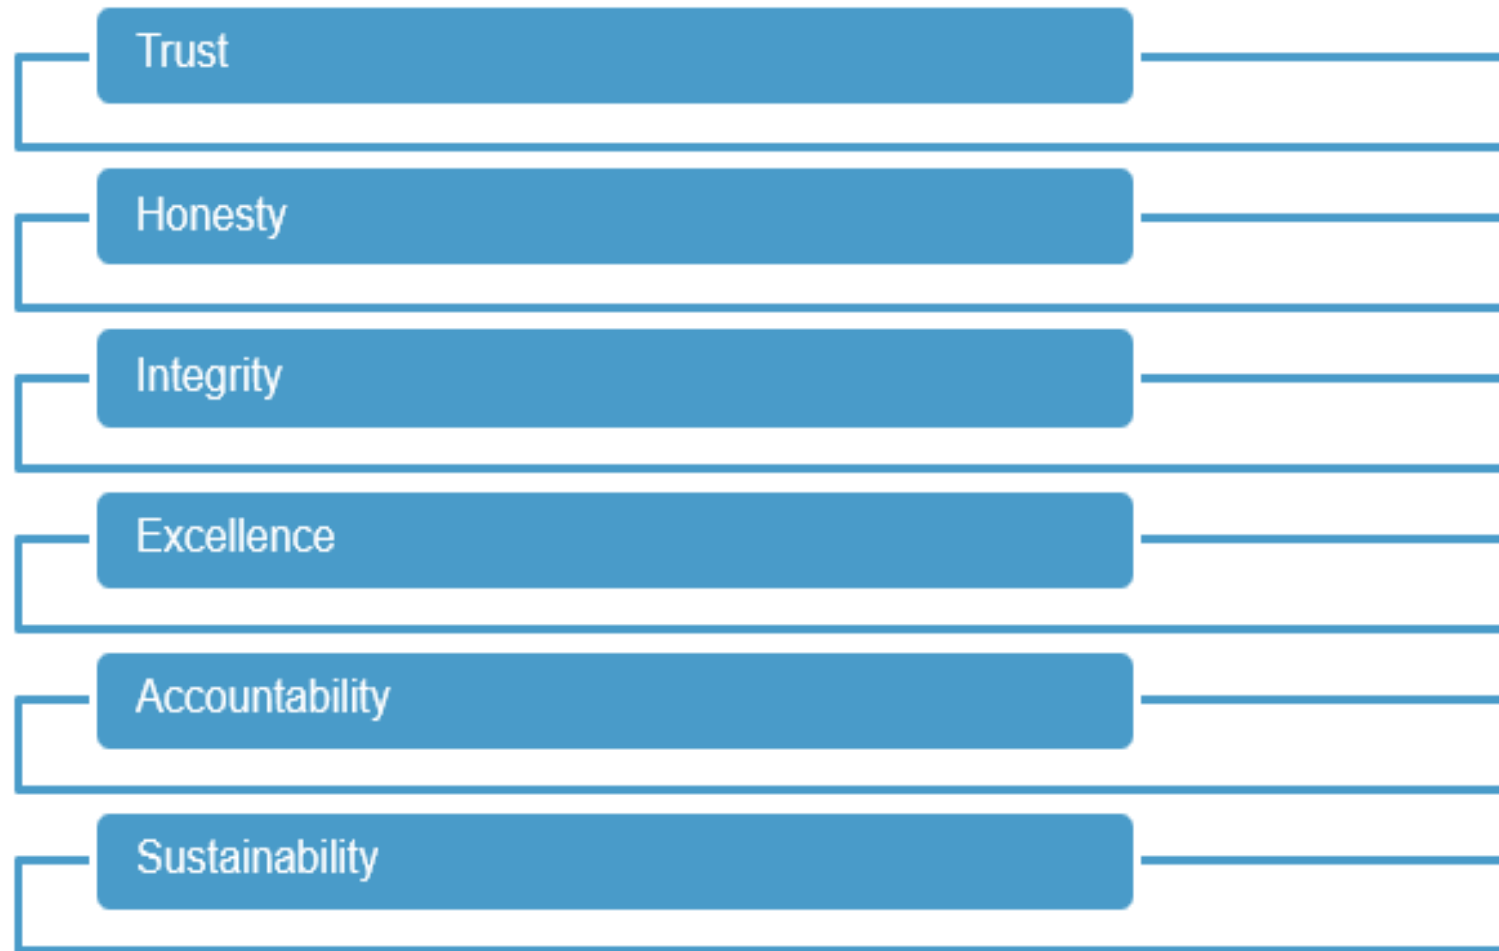 Trust
Honesty
Integrity
Excellence
Accountability
Sustainability